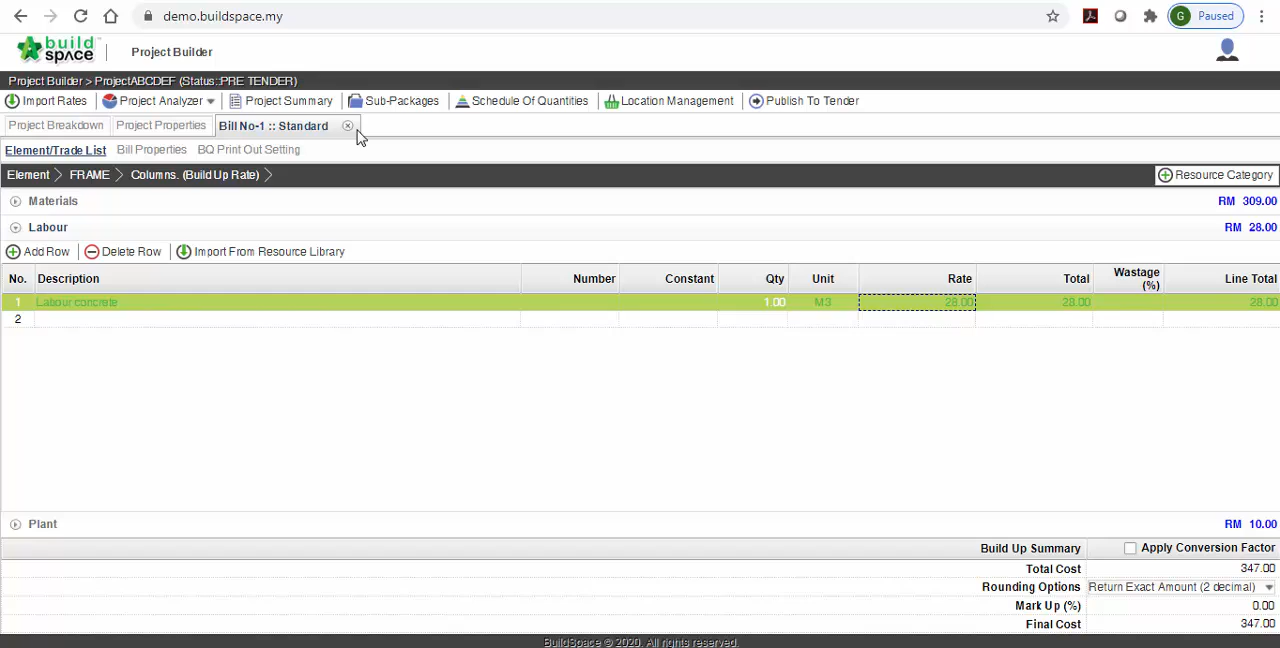 demo.buildspace.my
G Paused
build space Project Builder
Project Builder > ProjectABCDEF (Status::PRE TENDER)
Import Rates Project Analyzer Project Summary Sub-Packages Schedule Of Quantities Location Management Publish To Tender
Project Breakdown Project Properties Bill No-1 :: Standard
Element/Trade List Bill Properties BQ Print Out Setting
Element FRAME Columns. (Build Up Rate) Resource Category
Materials RM 309.00
Labour RM 28.00
Add Row Delete Row Import From Resource Library
No. Description Number Constant Qty Unit Rate Total Wastage (%) Line Total
1 Labour concrete 1.00 M3 28.00 28.00 28.00
2
Plant RM 10.00
Build Up Summary Apply Conversion Factor
Total Cost 347.00
Rounding Options Return Exact Amount (2 decimal)
Mark Up (%) 0.00
Final Cost 347.00
BuildSpace © 2020. All rights reserved.